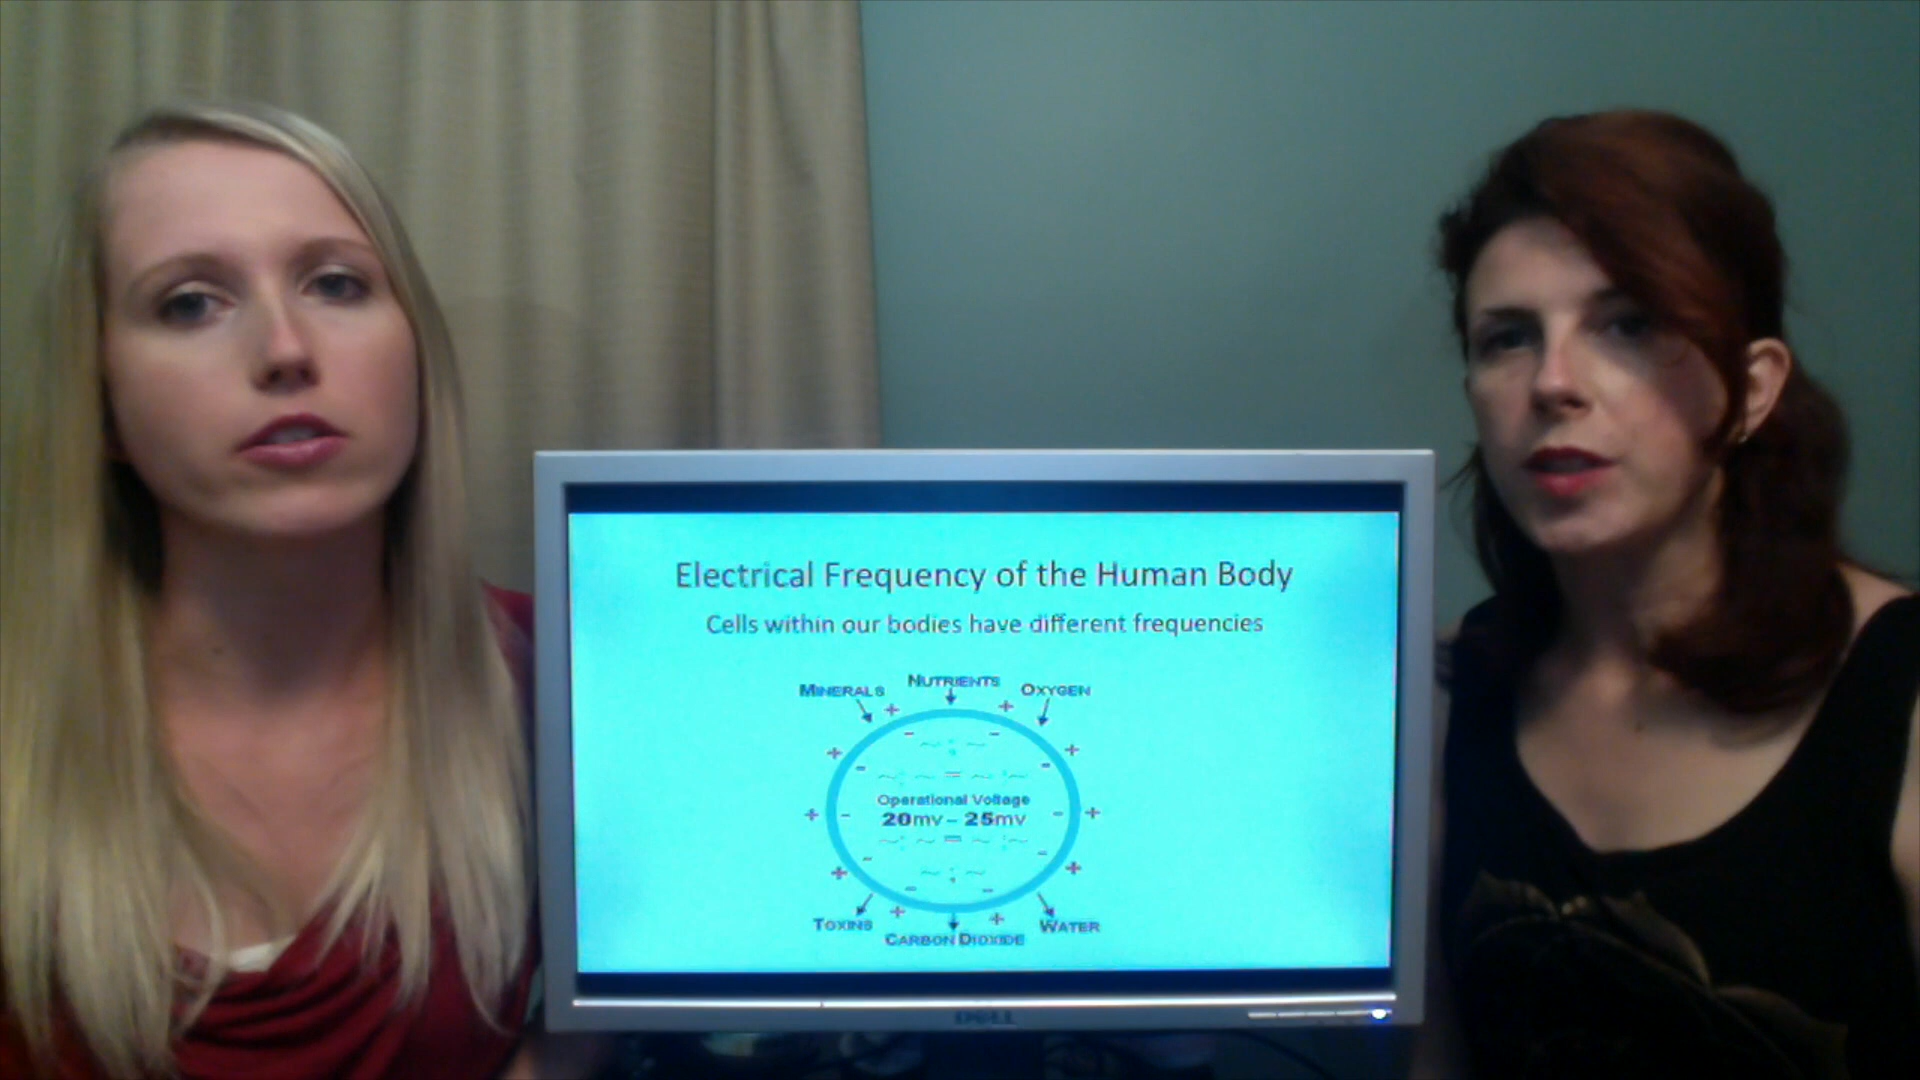 Electrical Frequency of the Human Body
Cells within our bodies have different frequencies
MINERALS
NUTRIENTS
OXYGEN
Operational Voltage
20mv – 25mv
TOXINS
CARBON DIOXIDE
WATER
DELL